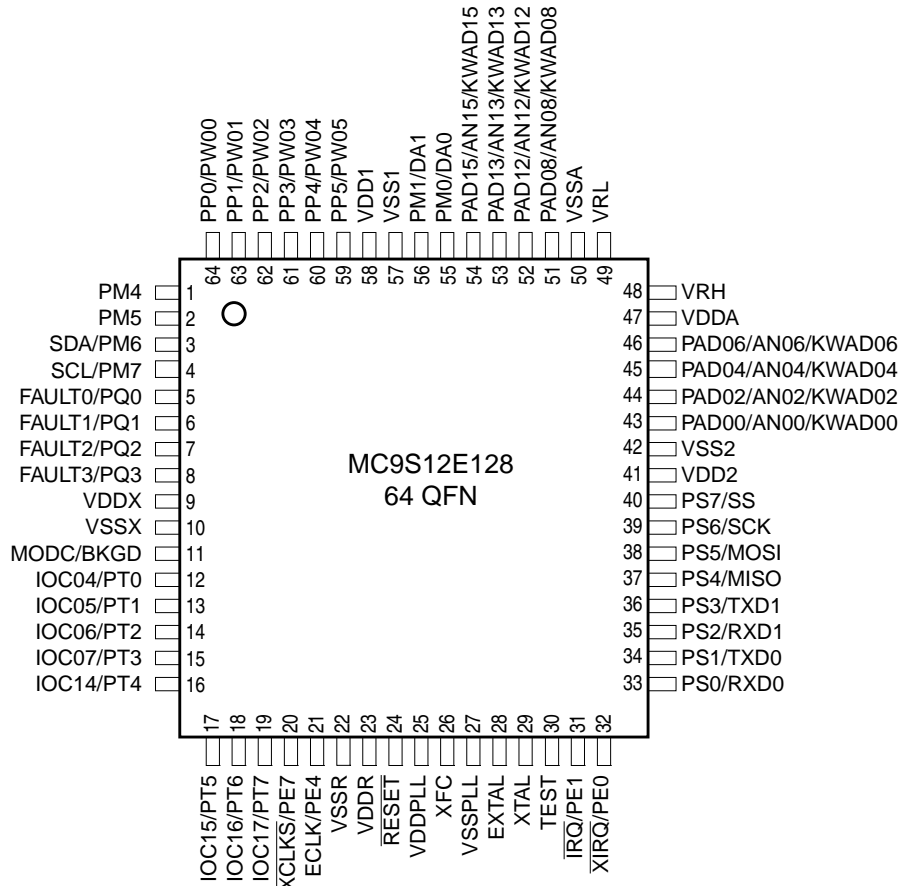 PP0/PW00
PP1/PW01
PP2/PW02
PP3/PW03
PP4/PW04
PP5/PW05
VDD1
VSS1
PM1/DA1
PM0/DA0
PAD15/AN15/KWAD15
PAD13/AN13/KWAD13
PAD12/AN12/KWAD12
PAD08/AN08/KWAD08
VSSA
VRL
64
63
62
61
60
59
58
57
56
55
54
53
52
51
50
49
PM4 1
PM5 2
SDA/PM6 3
SCL/PM7 4
FAULT0/PQ0 5
FAULT1/PQ1 6
FAULT2/PQ2 7
FAULT3/PQ3 8
VDDX 9
VSSX 10
MODC/BKGD 11
IOC04/PT0 12
IOC05/PT1 13
IOC06/PT2 14
IOC07/PT3 15
IOC14/PT4 16
MC9S12E128
64 QFN
48 VRH
47 VDDA
46 PAD06/AN06/KWAD06
45 PAD04/AN04/KWAD04
44 PAD02/AN02/KWAD02
43 PAD00/AN00/KWAD00
42 VSS2
41 VDD2
40 PS7/SS
39 PS6/SCK
38 PS5/MOSI
37 PS4/MISO
36 PS3/TXD1
35 PS2/RXD1
34 PS1/TXD0
33 PS0/RXD0
17
18
19
20
21
22
23
24
25
26
27
28
29
30
31
32
IOC15/PT5
IOC16/PT6
IOC17/PT7
XCLKS/PE7
ECLK/PE4
VSSR
VDDR
RESET
VDDPLL
XFC
VSSPLL
EXTAL
XTAL
TEST
IRQ/PE1
XIRQ/PE0